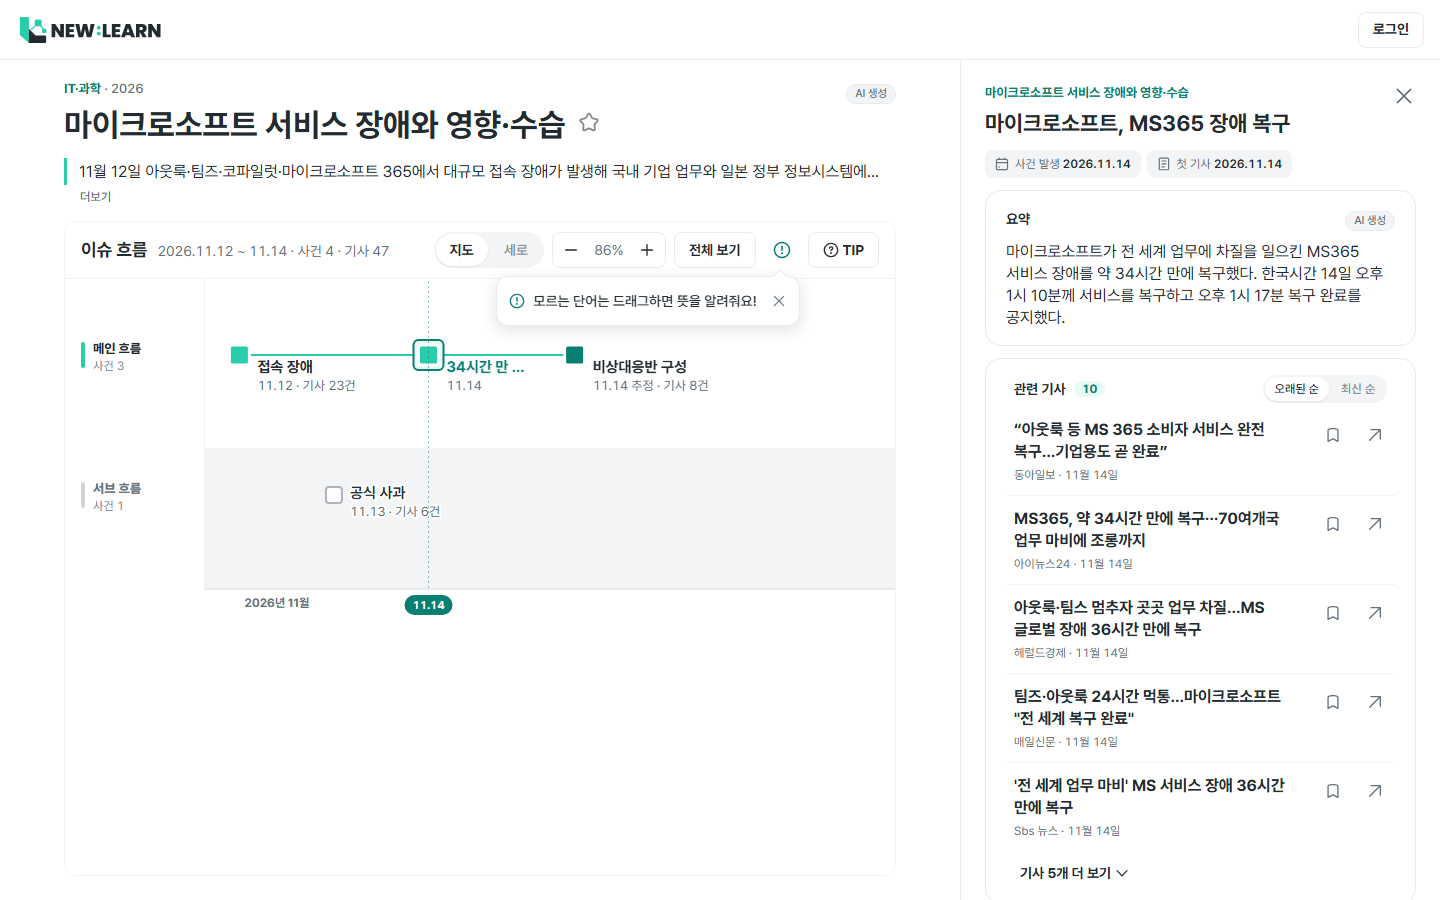 NEW:LEARN
로그인
IT·과학 · 2026
AI 생성
마이크로소프트 서비스 장애와 영향·수습
11월 12일 아웃룩·팀즈·코파일럿·마이크로소프트 365에서 대규모 접속 장애가 발생해 국내 기업 업무와 일본 정부 정보시스템에...
더보기
이슈 흐름 2026.11.12 ~ 11.14 · 사건 4 · 기사 47
지도 세로
86%
전체 보기
TIP
모르는 단어는 드래그하면 뜻을 알려줘요!
메인 흐름
사건 3
접속 장애
11.12 · 기사 23건
34시간 만 ...
11.14
비상대응반 구성
11.14 추정 · 기사 8건
서브 흐름
사건 1
공식 사과
11.13 · 기사 6건
2026년 11월
11.14
마이크로소프트 서비스 장애와 영향·수습
마이크로소프트, MS365 장애 복구
사건 발생 2026.11.14
첫 기사 2026.11.14
요약
AI 생성
마이크로소프트가 전 세계 업무에 차질을 일으킨 MS365
서비스 장애를 약 34시간 만에 복구했다. 한국시간 14일 오후
1시 10분께 서비스를 복구하고 오후 1시 17분 복구 완료를
공지했다.
관련 기사 10
오래된 순 최신 순
“아웃룩 등 MS 365 소비자 서비스 완전
복구…기업용도 곧 완료”
동아일보 · 11월 14일
MS365, 약 34시간 만에 복구…70여개국
업무 마비에 조롱까지
아이뉴스24 · 11월 14일
아웃룩·팀스 멈추자 곳곳 업무 차질…MS
글로벌 장애 36시간 만에 복구
헤럴드경제 · 11월 14일
팀즈·아웃룩 24시간 먹통…마이크로소프트
"전 세계 복구 완료"
매일신문 · 11월 14일
'전 세계 업무 마비' MS 서비스 장애 36시간
만에 복구
Sbs 뉴스 · 11월 14일
기사 5개 더 보기